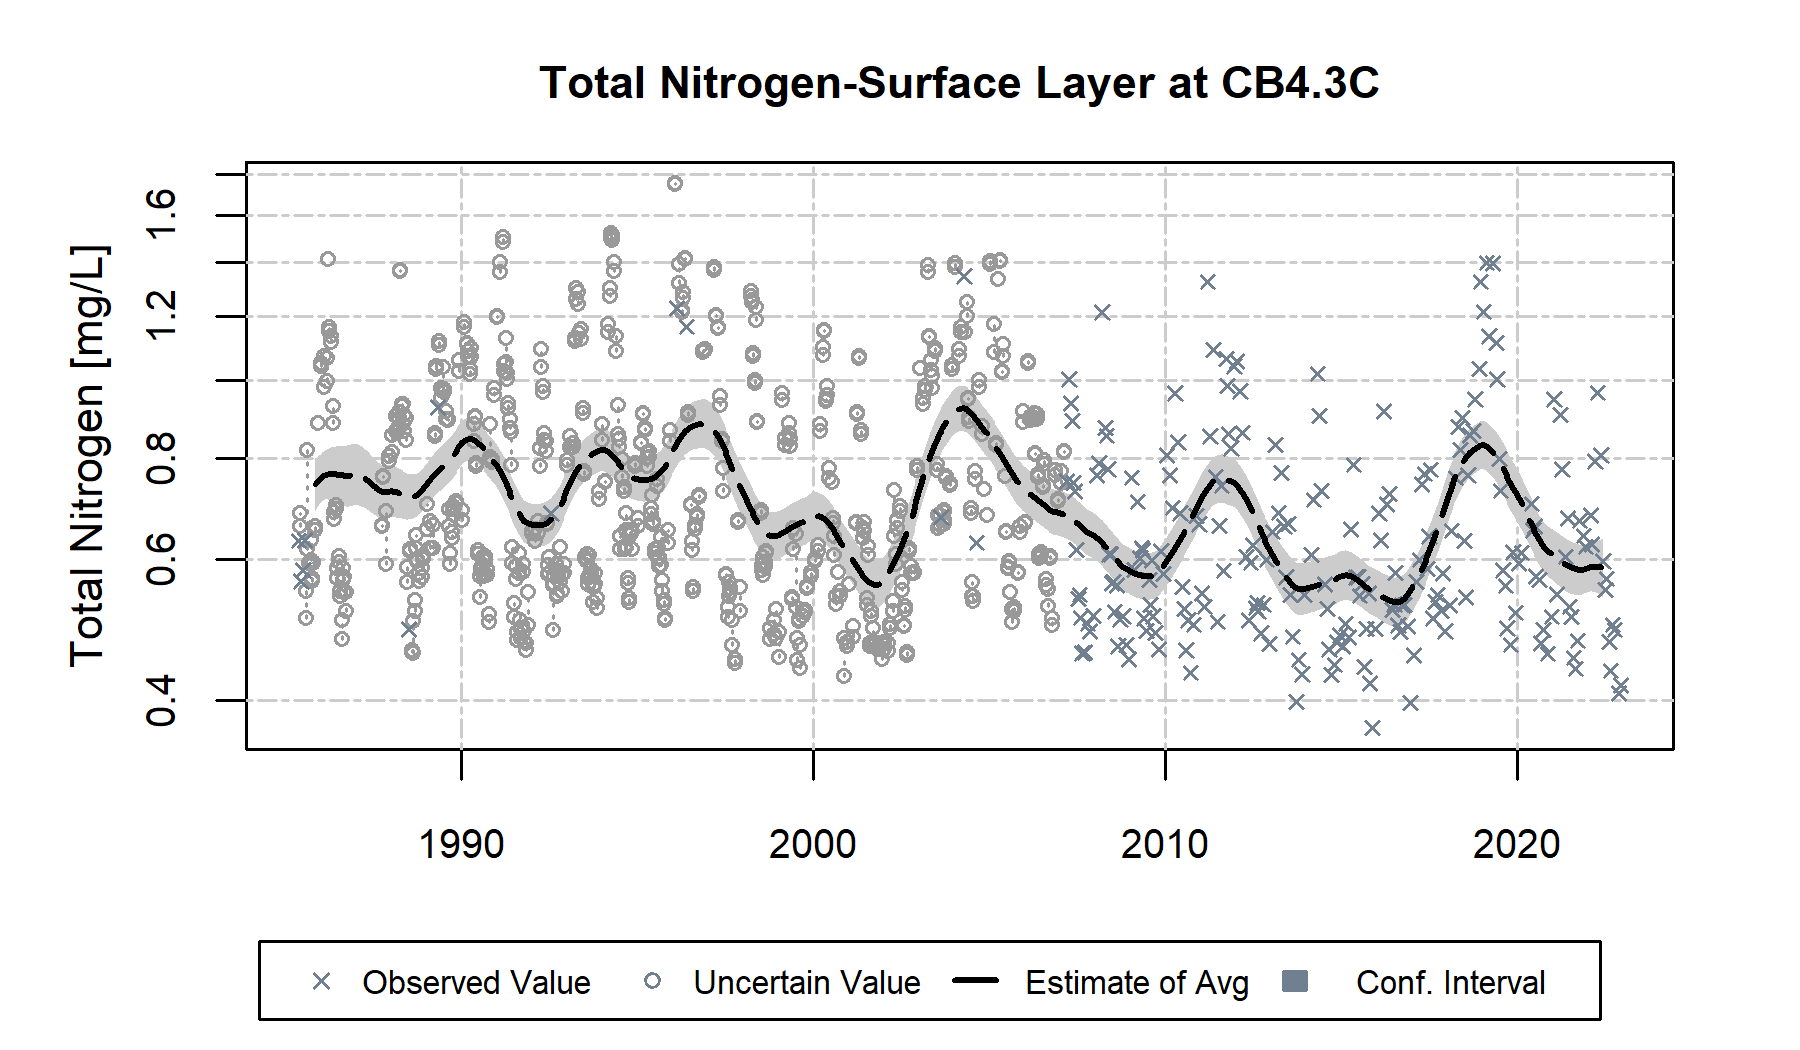 Total Nitrogen-Surface Layer at CB4.3C
Total Nitrogen [mg/L]
1.6
1.2
0.8
0.6
0.4
1990 2000 2010 2020
Observed Value Uncertain Value Estimate of Avg Conf. Interval